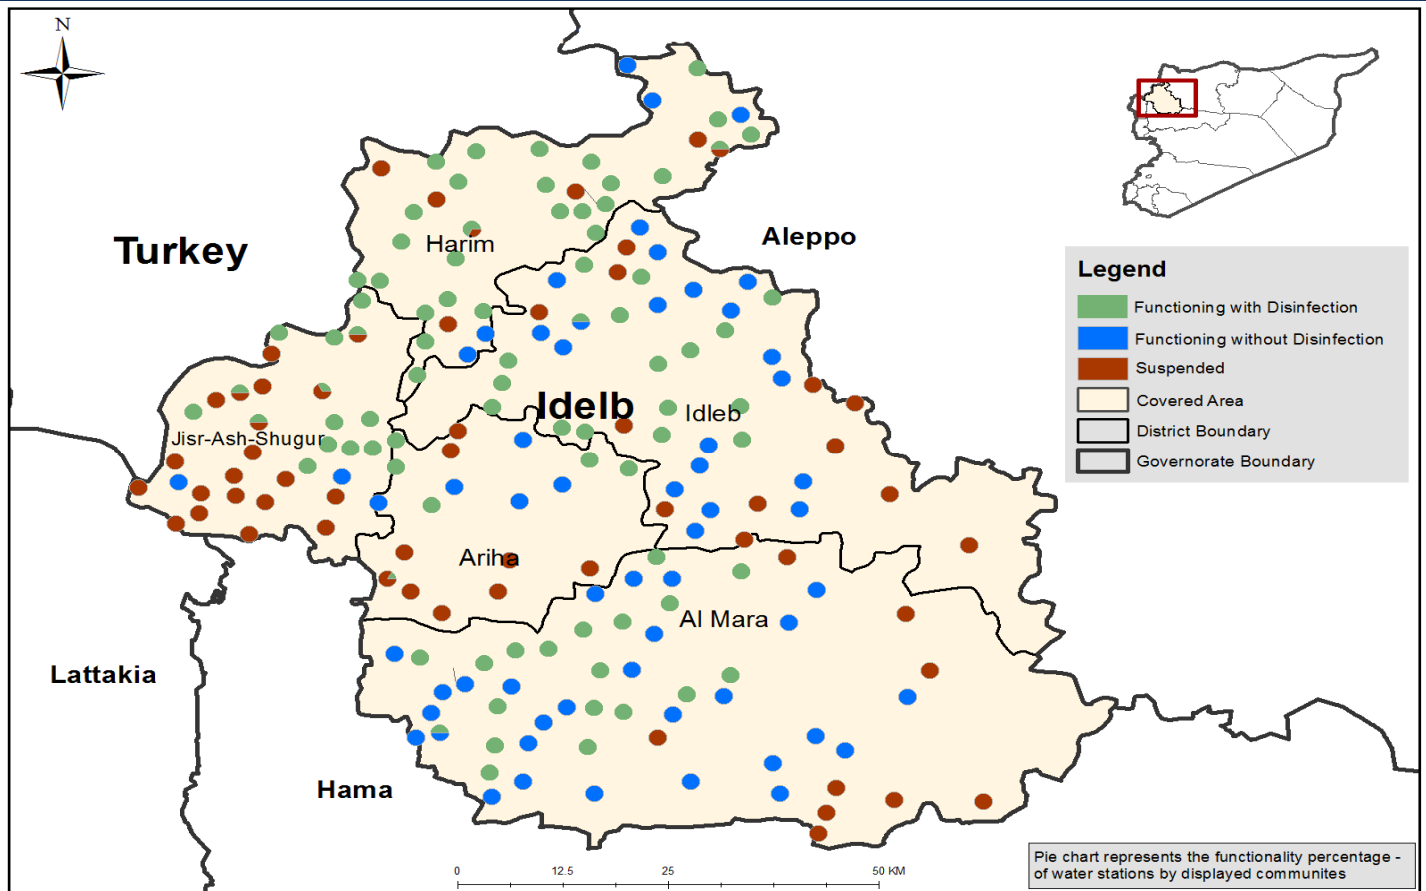 N
Turkey
Harim
Aleppo
Legend
Functioning with Disinfection
Functioning without Disinfection
Suspended
Covered Area
District Boundary
Governorate Boundary
Idelb
Idleb
Jisr-Ash-Shugur
Ariha
Al Mara
Lattakia
Hama
Pie chart represents the functionality percentage -
of water stations by displayed communites
0 12.5 25 50 KM